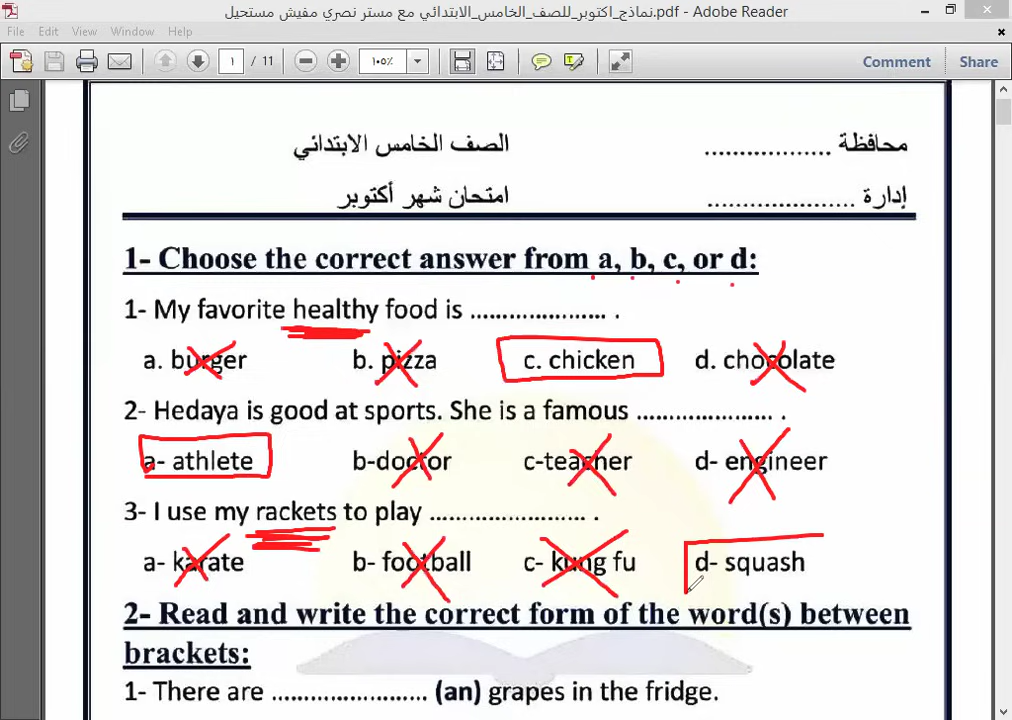 نماذج_اكتوبر_للصف_الخامس_الابتدائي مع مستر نصري مفيش مستحيل.pdf - Adobe Reader
File Edit View Window Help
١ / 11 ١٠٥٪ Comment Share
محافظة .................. الصف الخامس الابتدائي
إدارة ..................... امتحان شهر أكتوبر
1- Choose the correct answer from a, b, c, or d:
1- My favorite healthy food is ...................... .
a. burger b. pizza c. chicken d. chocolate
2- Hedaya is good at sports. She is a famous ...................... .
a- athlete b-doctor c-teacher d- engineer
3- I use my rackets to play ......................... .
a- karate b- football c- kung fu d- squash
2- Read and write the correct form of the word(s) between
brackets:
1- There are ......................... (an) grapes in the fridge.